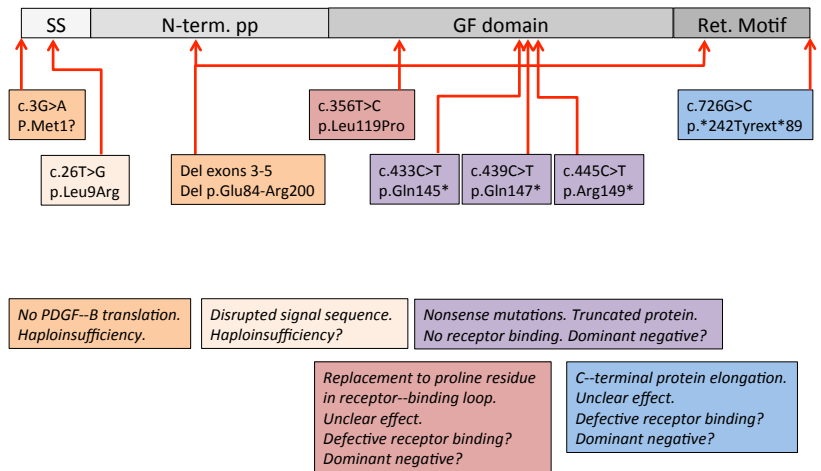 SS
N-term. pp
GF domain
Ret. Motif
c.3G>A
P.Met1?
c.26T>G
p.Leu9Arg
Del exons 3-5
Del p.Glu84-Arg200
c.356T>C
p.Leu119Pro
c.433C>T
p.Gln145*
c.439C>T
p.Gln147*
c.445C>T
p.Arg149*
c.726G>C
p.*242Tyrext*89
No PDGF--B translation.
Haploinsufficiency.
Disrupted signal sequence.
Haploinsufficiency?
Nonsense mutations. Truncated protein.
No receptor binding. Dominant negative?
Replacement to proline residue
in receptor--binding loop.
Unclear effect.
Defective receptor binding?
Dominant negative?
C--terminal protein elongation.
Unclear effect.
Defective receptor binding?
Dominant negative?